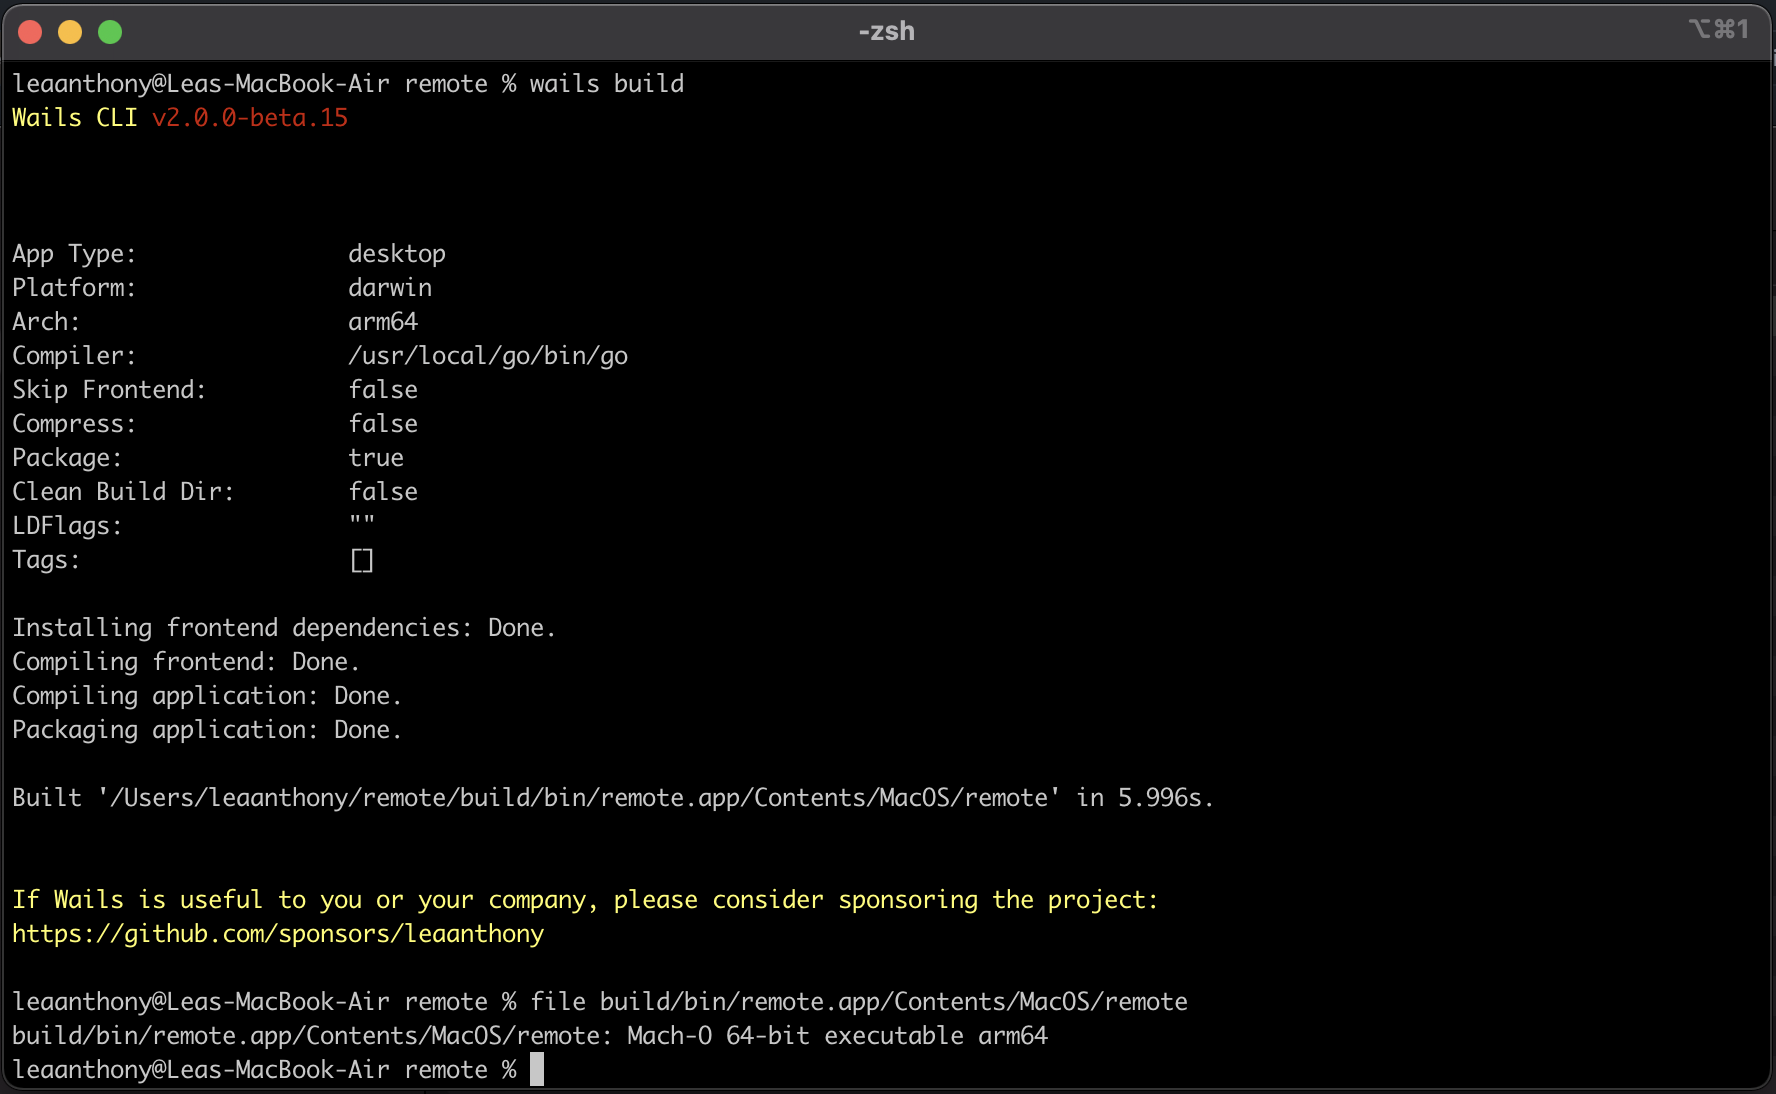 -zsh
⌥⌘1
leaanthony@Leas-MacBook-Air remote % wails build
Wails CLI v2.0.0-beta.15
App Type: desktop
Platform: darwin
Arch: arm64
Compiler: /usr/local/go/bin/go
Skip Frontend: false
Compress: false
Package: true
Clean Build Dir: false
LDFlags: ""
Tags: []
Installing frontend dependencies: Done.
Compiling frontend: Done.
Compiling application: Done.
Packaging application: Done.
Built '/Users/leaanthony/remote/build/bin/remote.app/Contents/MacOS/remote' in 5.996s.
If Wails is useful to you or your company, please consider sponsoring the project:
https://github.com/sponsors/leaanthony
leaanthony@Leas-MacBook-Air remote % file build/bin/remote.app/Contents/MacOS/remote
build/bin/remote.app/Contents/MacOS/remote: Mach-O 64-bit executable arm64
leaanthony@Leas-MacBook-Air remote %